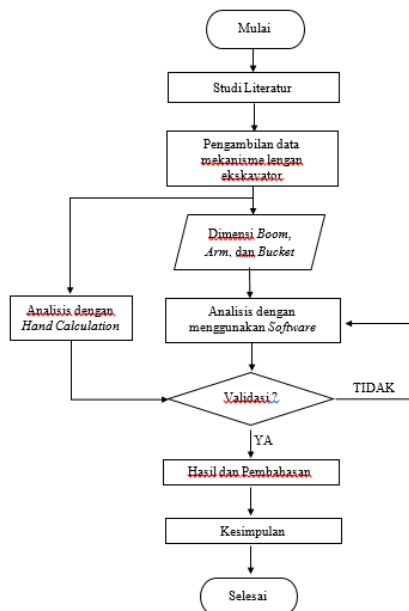 Mulai
Studi Literatur
Pengambilan data
mekanisme lengan
ekskavator
Dimensi Boom,
Arm, dan Bucket
Analisis dengan
Hand Calculation
Analisis dengan
menggunakan Software
Validasi ?
TIDAK
YA
Hasil dan Pembahasan
Kesimpulan
Selesai